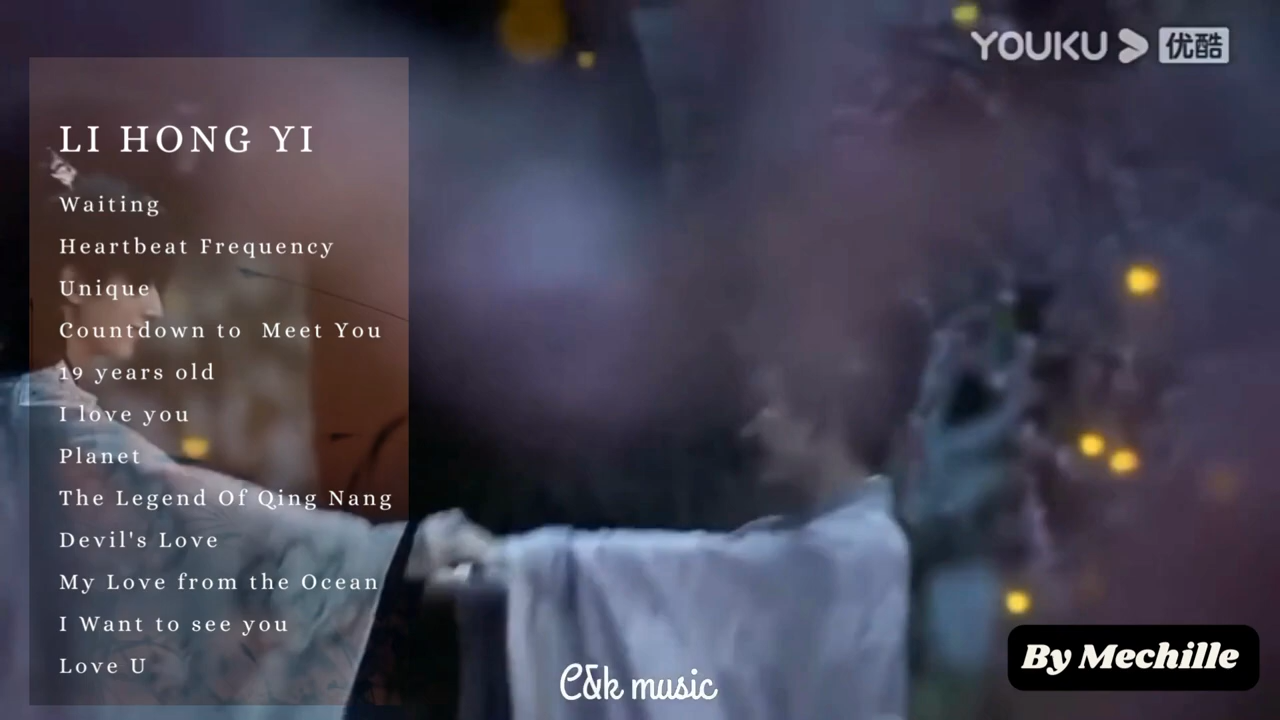 YOUKU 优酷
LI HONG YI
Waiting
Heartbeat Frequency
Unique
Countdown to  Meet You
19 years old
I love you
Planet
The Legend Of Qing Nang
Devil's Love
My Love from the Ocean
I Want to see you
Love U
C&k music
By Mechille